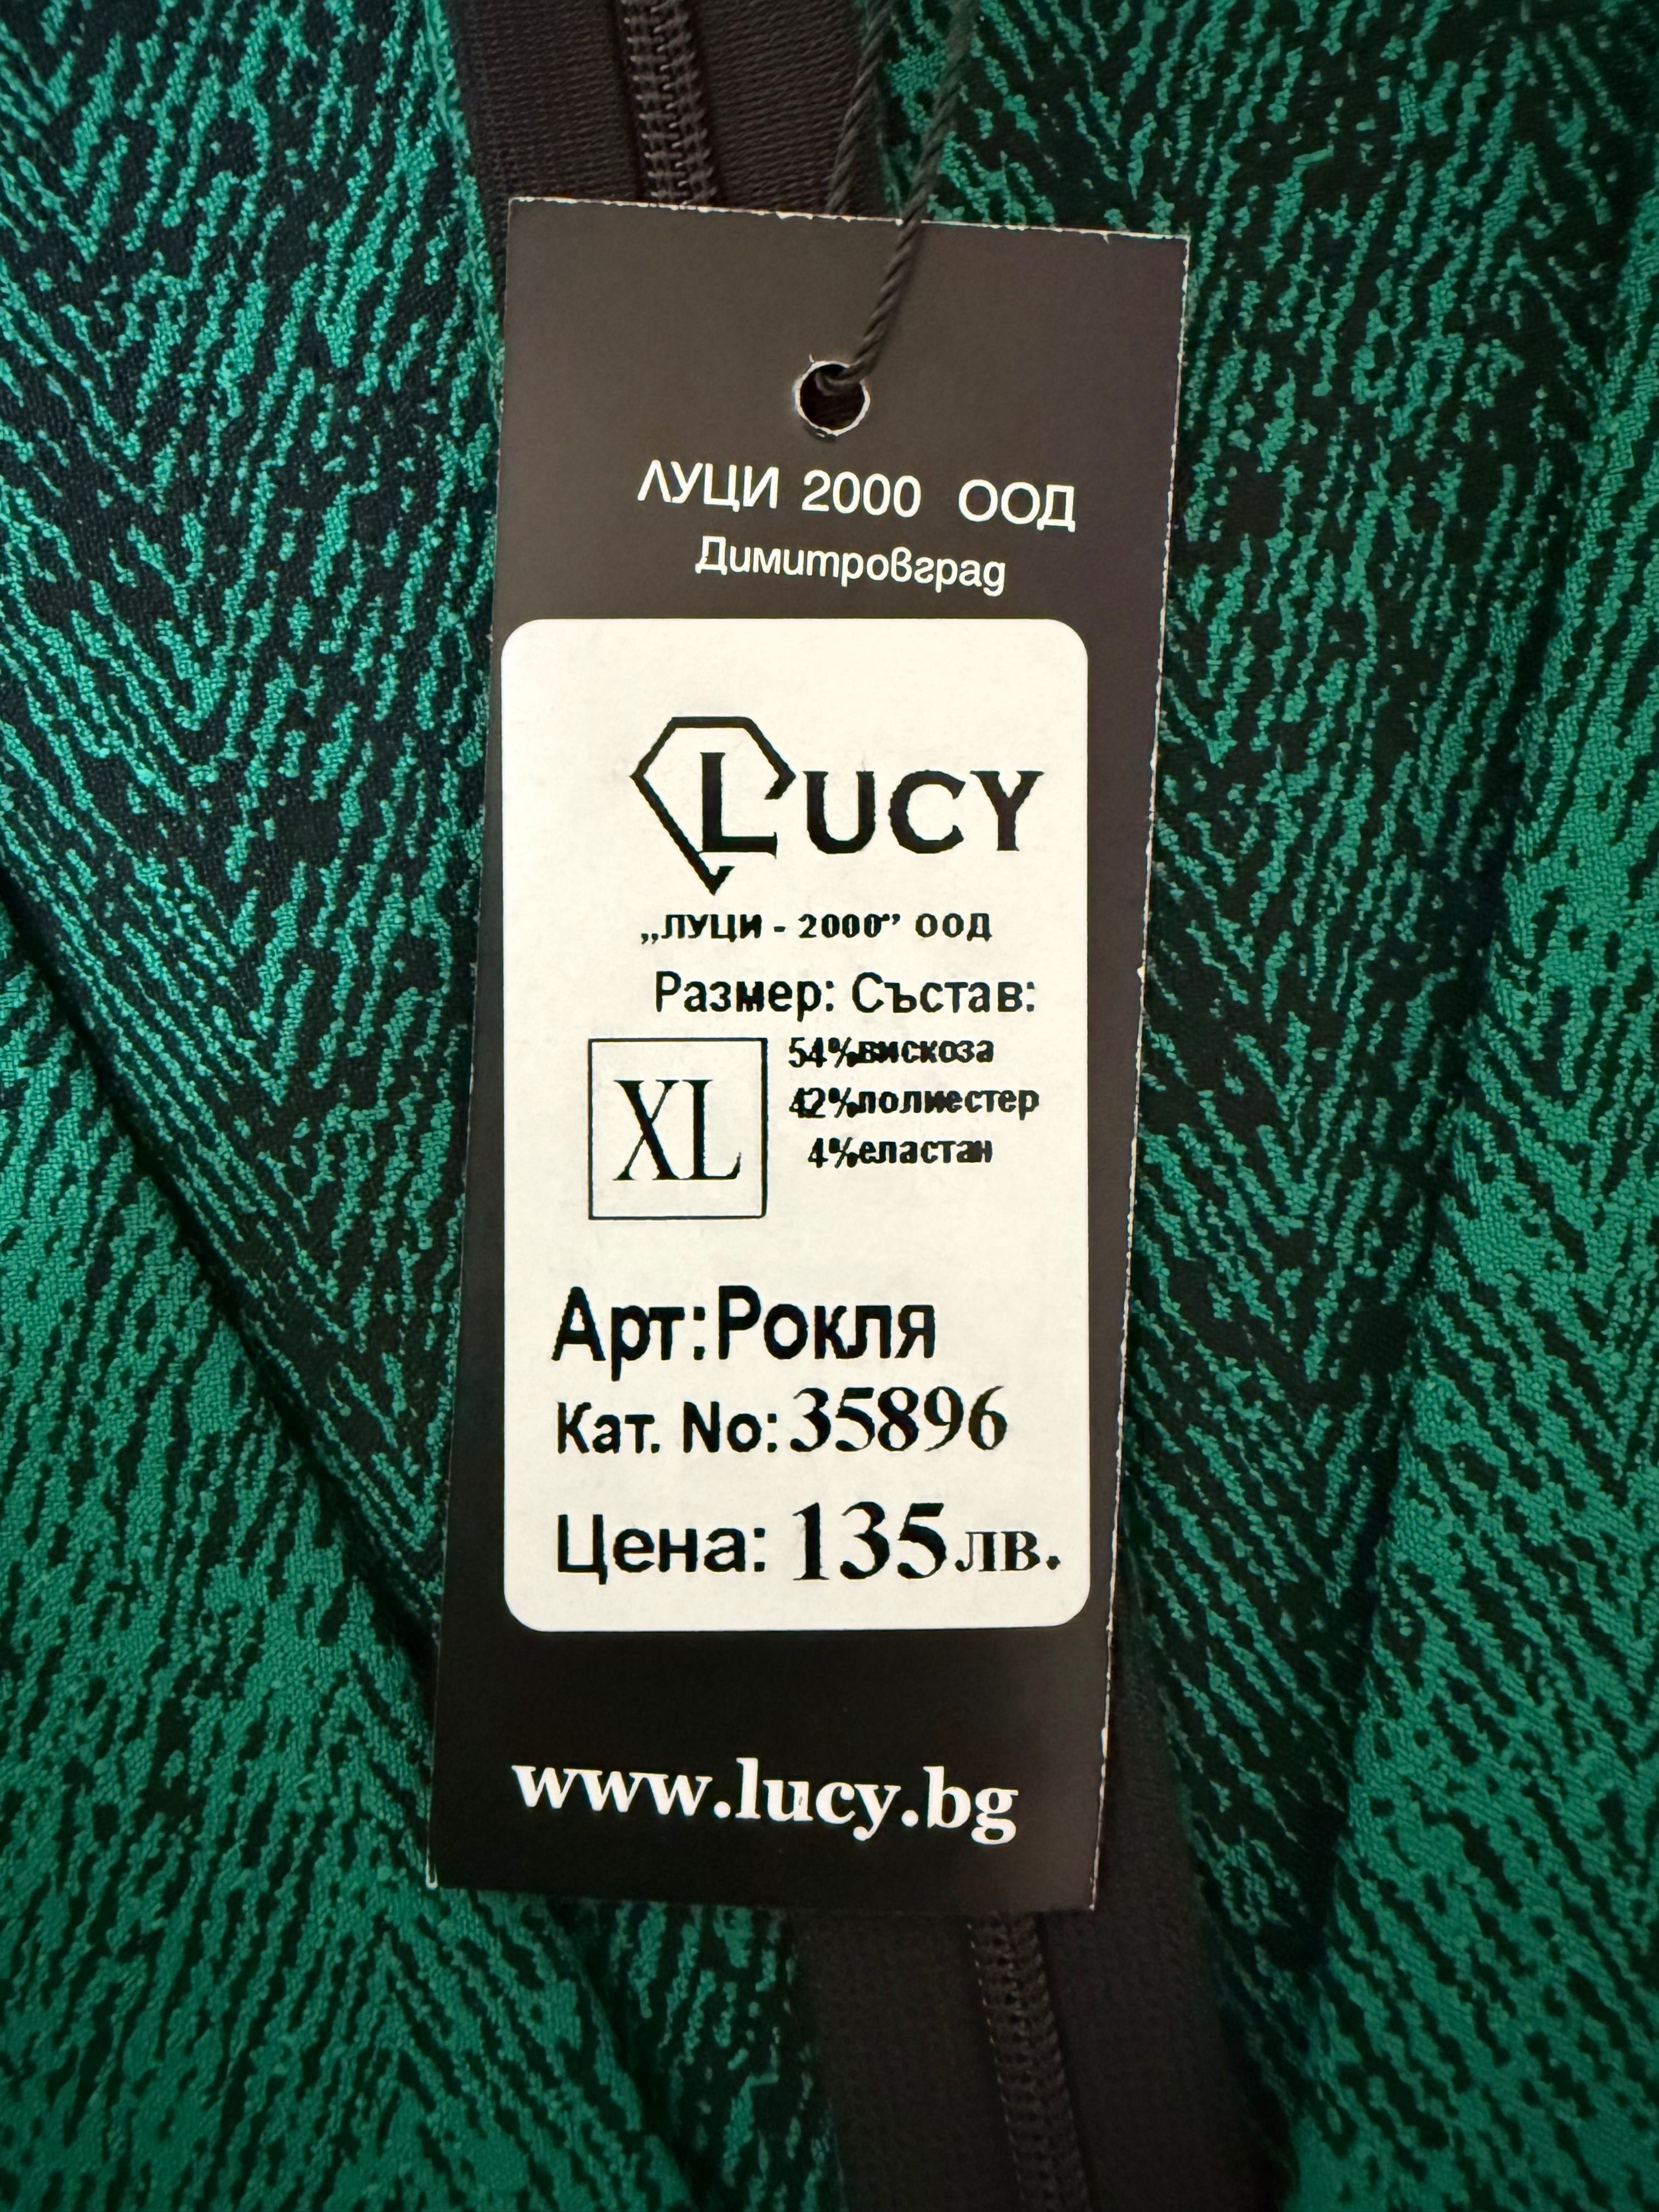 ЛУЦИ 2000 ООД
Димитровград
LUCY
„ЛУЦИ - 2000” ООД
Размер: Състав:
XL
54%вискоза
42%полиестер
4%еластан
Арт:Рокля
Кат. No:35896
Цена: 135лв.
www.lucy.bg